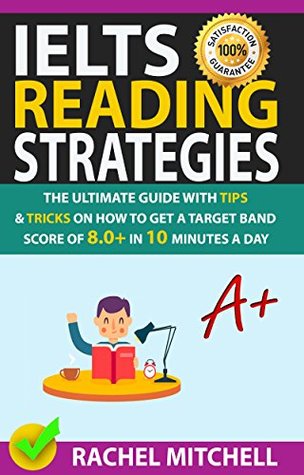 IELTS
READING
STRATEGIES
SATISFACTION
100%
GUARANTEE
THE ULTIMATE GUIDE WITH TIPS
& TRICKS ON HOW TO GET A TARGET BAND
SCORE OF 8.0+ IN 10 MINUTES A DAY
A+
RACHEL MITCHELL